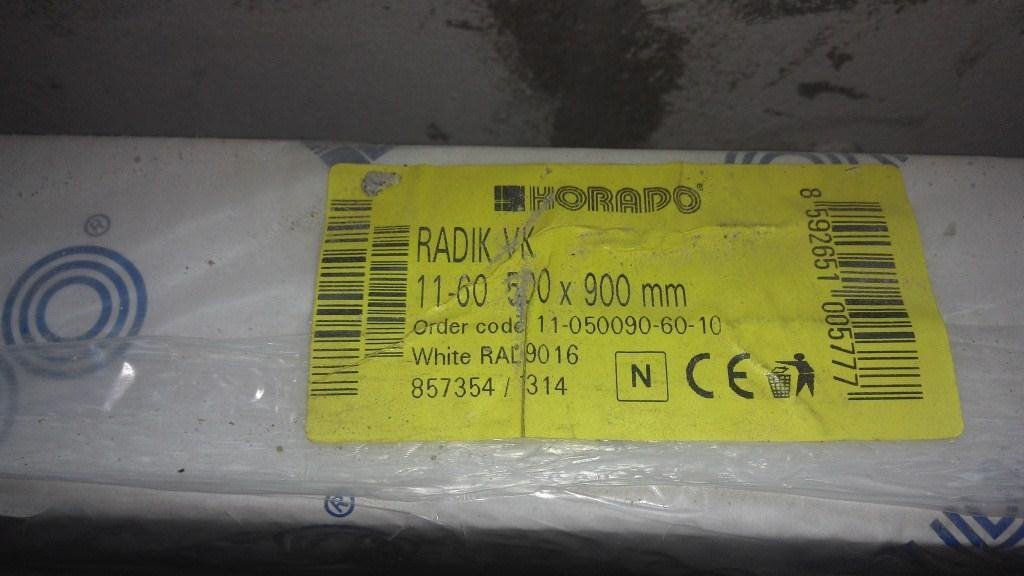 KORADO®
RADIK VK
11-60 500 x 900 mm
Order code 11-050090-60-10
White RAL 9016
857354 / 1314
N
CE
8 592651 005777
®
®